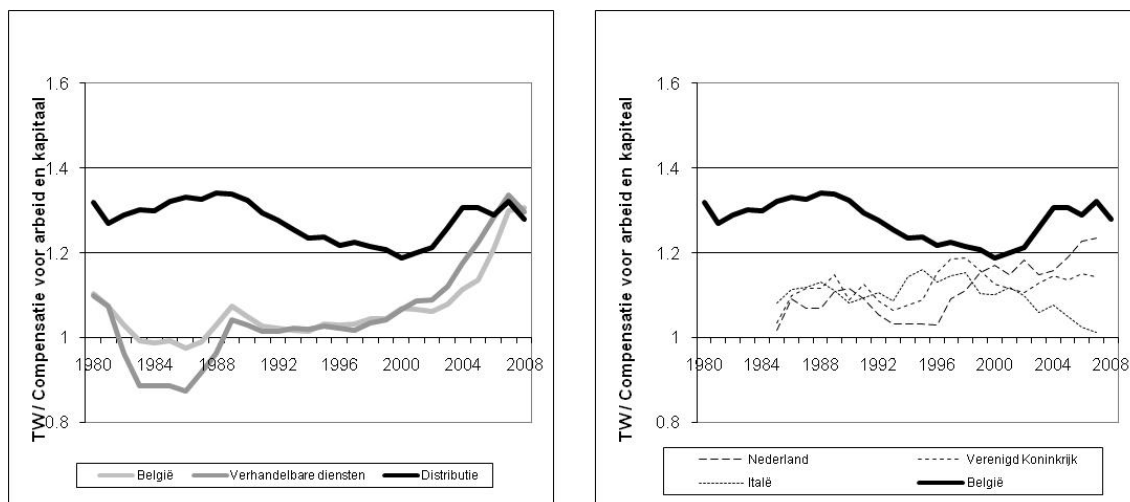 TW/ Compensatie voor arbeid en kapitaal
1.6
1.4
1.2
1
0.8
1980 1984 1988 1992 1996 2000 2004 2008
België Verhandelbare diensten Distributie
TW/ Compensatie voor arbeid en kapiteal
1.6
1.4
1.2
1
0.8
1980 1984 1988 1992 1996 2000 2004 2008
Nederland Verenigd Koninkrijk
Italë België